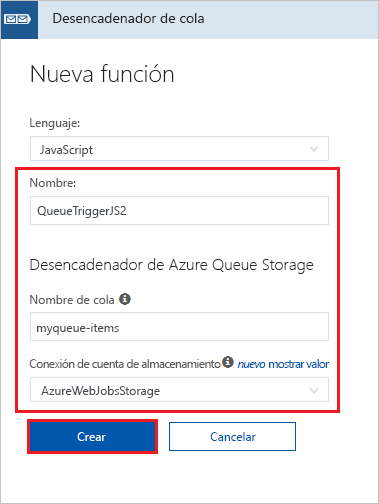 Desencadenador de cola
Nueva función
Lenguaje:
JavaScript
Nombre:
QueueTriggerJS2
Desencadenador de Azure Queue Storage
Nombre de cola
myqueue-items
Conexión de cuenta de almacenamiento nuevo mostrar valor
AzureWebJobsStorage
Crear Cancelar